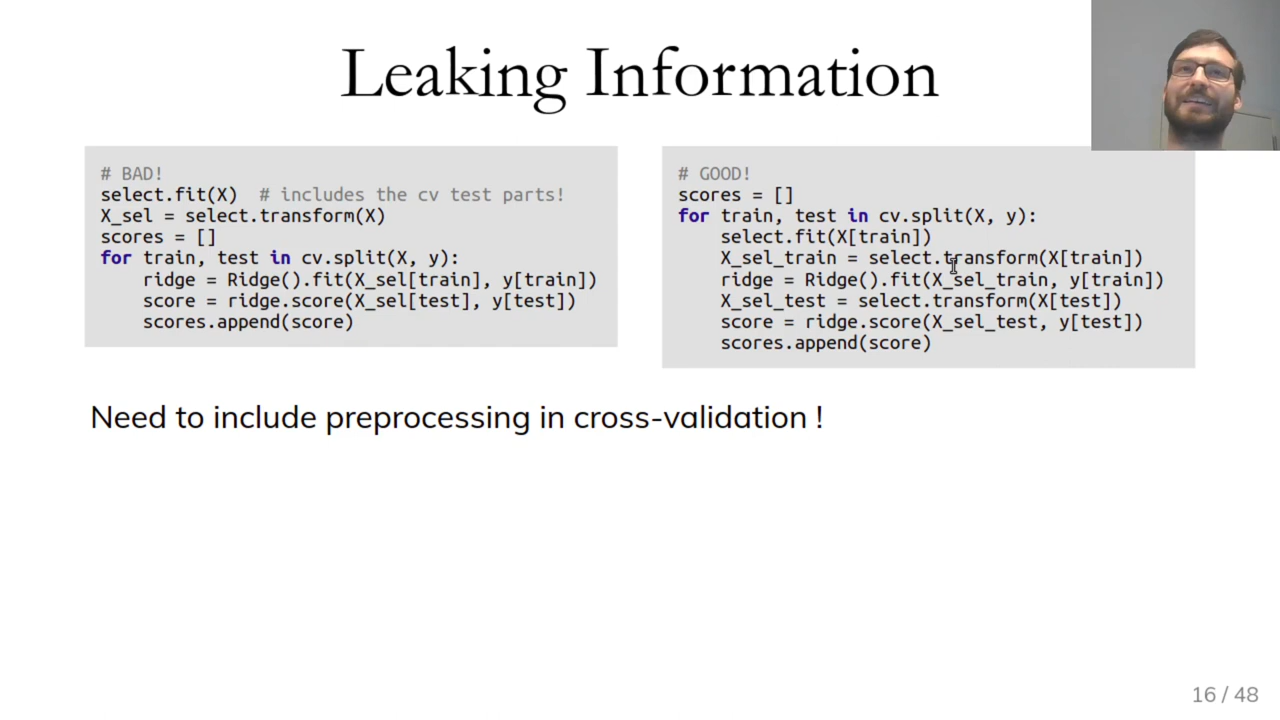 Leaking Information
# BAD!
select.fit(X)  # includes the cv test parts!
X_sel = select.transform(X)
scores = []
for train, test in cv.split(X, y):
    ridge = Ridge().fit(X_sel[train], y[train])
    score = ridge.score(X_sel[test], y[test])
    scores.append(score)
# GOOD!
scores = []
for train, test in cv.split(X, y):
    select.fit(X[train])
    X_sel_train = select.transform(X[train])
    ridge = Ridge().fit(X_sel_train, y[train])
    X_sel_test = select.transform(X[test])
    score = ridge.score(X_sel_test, y[test])
    scores.append(score)
Need to include preprocessing in cross-validation !
16 / 48